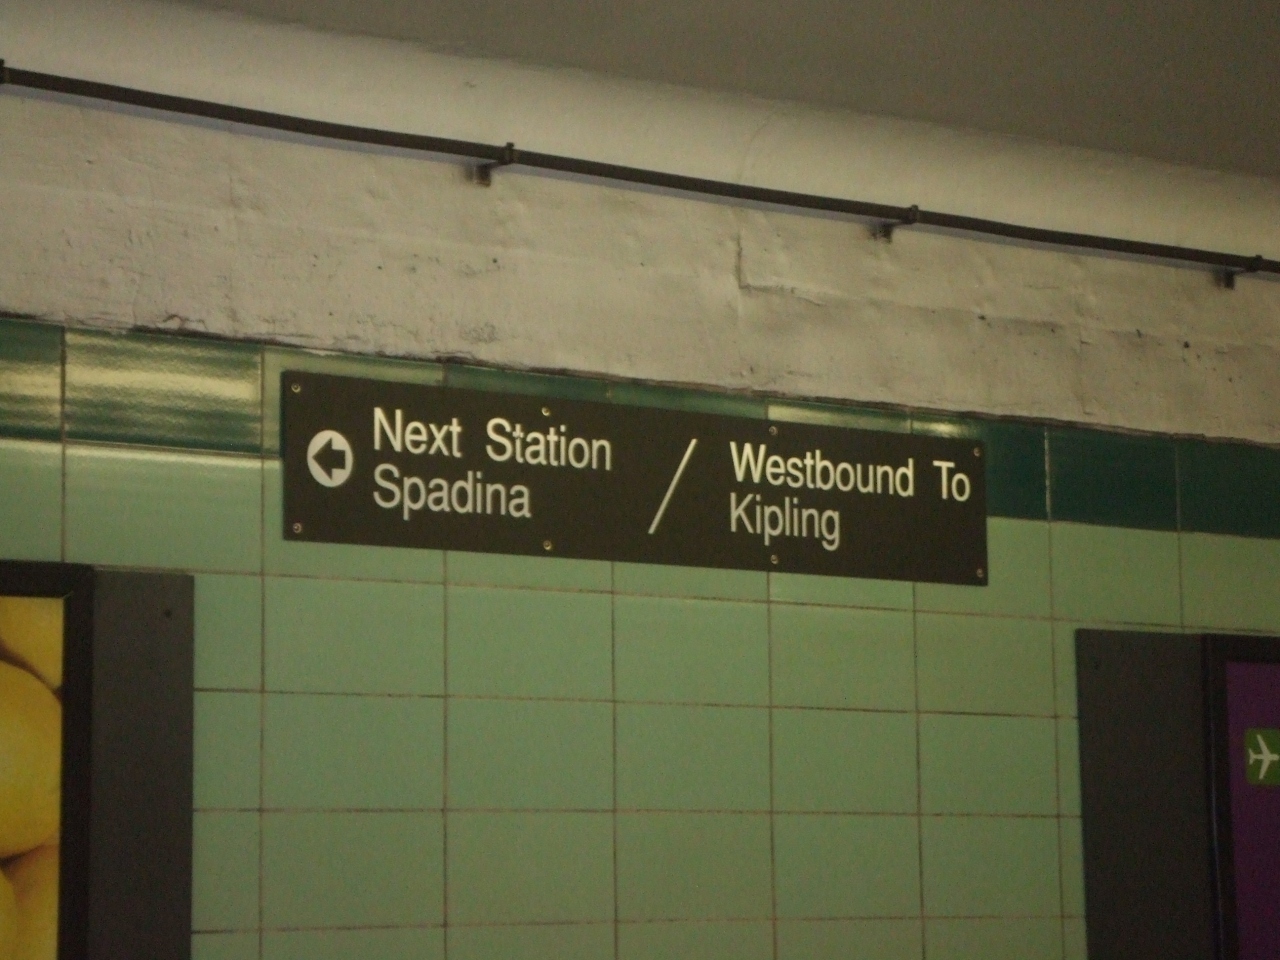 Next Station
Spadina
/
Westbound To
Kipling